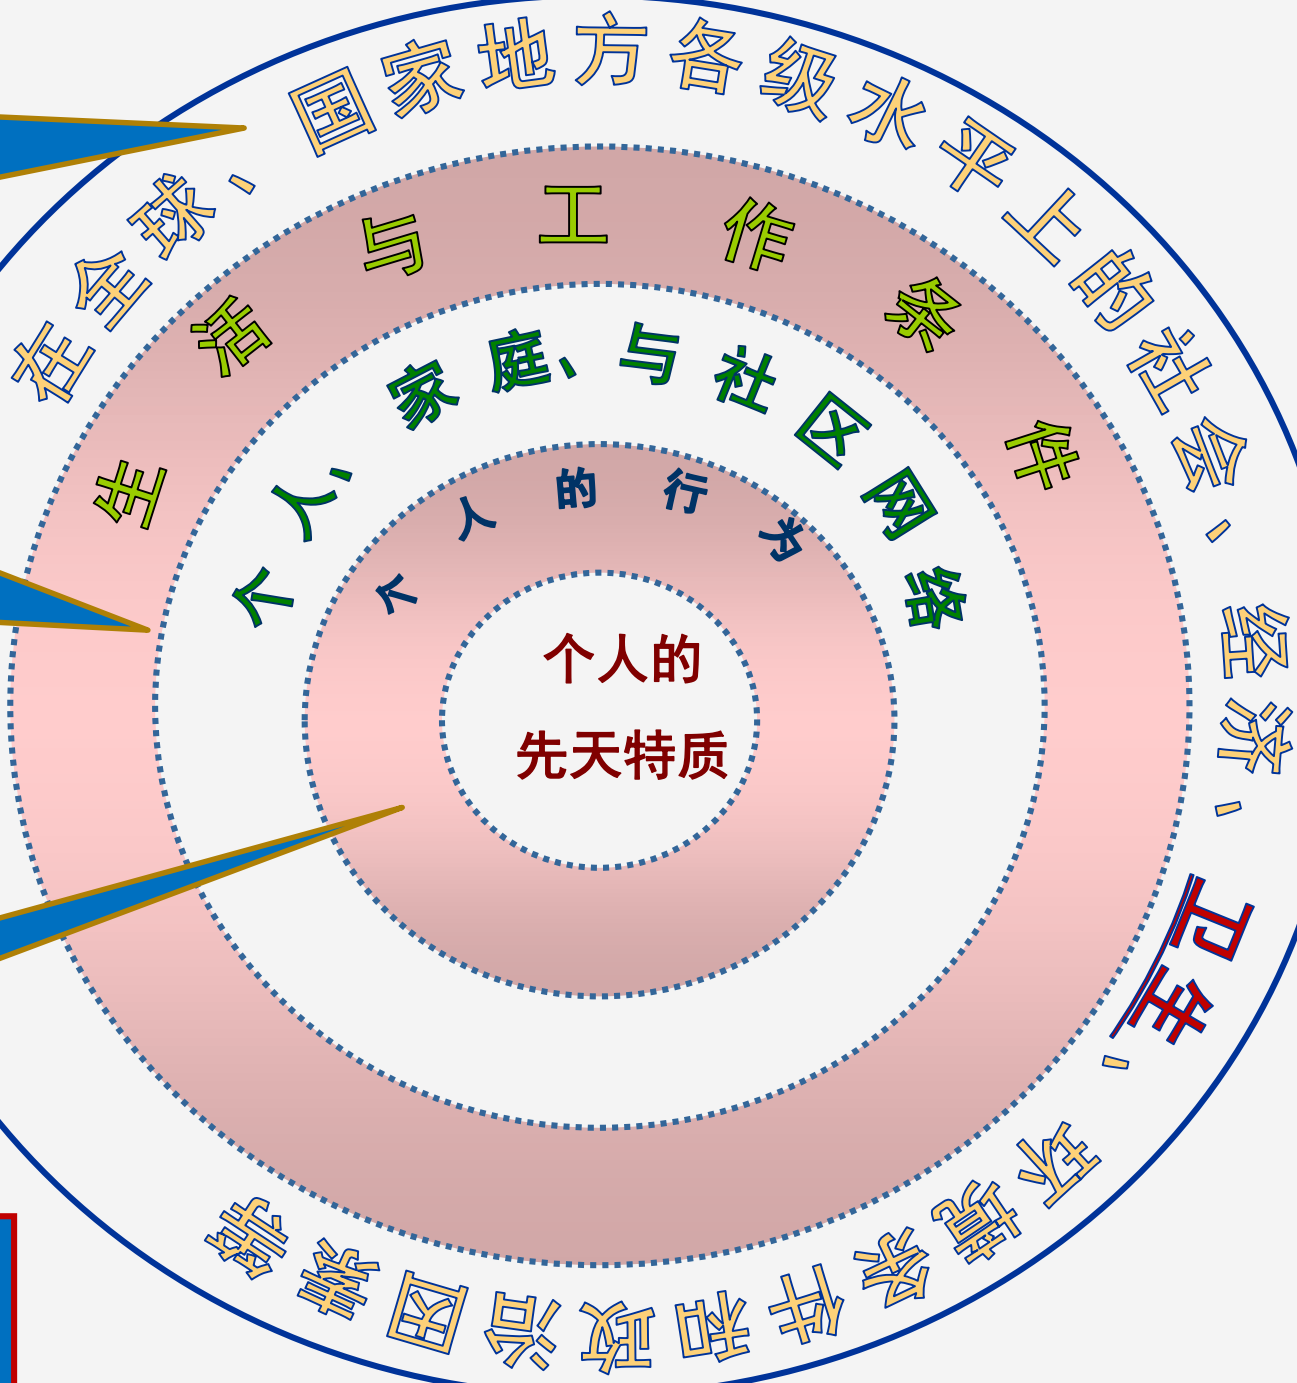 在全球、国家地方各级水平上的社会、经济、卫生、环境条件和政治因素等
生活与工作条件
个人、家庭、与社区网络
个人的行为
个人的
先天特质